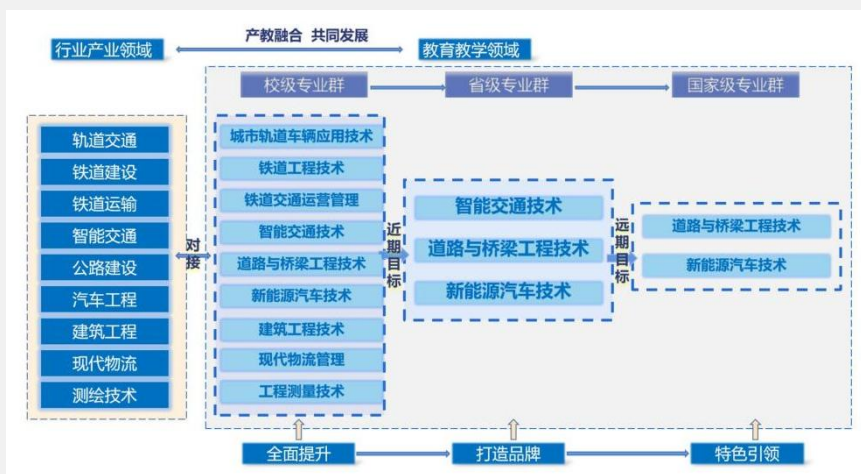 产教融合 共同发展
行业产业领域
教育教学领域
校级专业群
省级专业群
国家级专业群
轨道交通
铁道建设
铁道运输
智能交通
公路建设
汽车工程
建筑工程
现代物流
测绘技术
对接
城市轨道车辆应用技术
铁道工程技术
铁道交通运营管理
智能交通技术
道路与桥梁工程技术
新能源汽车技术
建筑工程技术
现代物流管理
工程测量技术
近期目标
智能交通技术
道路与桥梁工程技术
新能源汽车技术
远期目标
道路与桥梁工程技术
新能源汽车技术
全面提升
打造品牌
特色引领